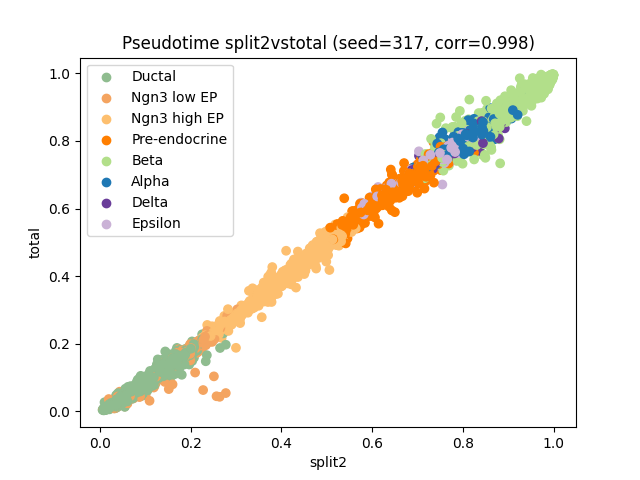 Pseudotime split2vstotal (seed=317, corr=0.998)
Ductal
Ngn3 low EP
Ngn3 high EP
Pre-endocrine
Beta
Alpha
Delta
Epsilon
total
1.0
0.8
0.6
0.4
0.2
0.0
0.0 0.2 0.4 0.6 0.8 1.0
split2